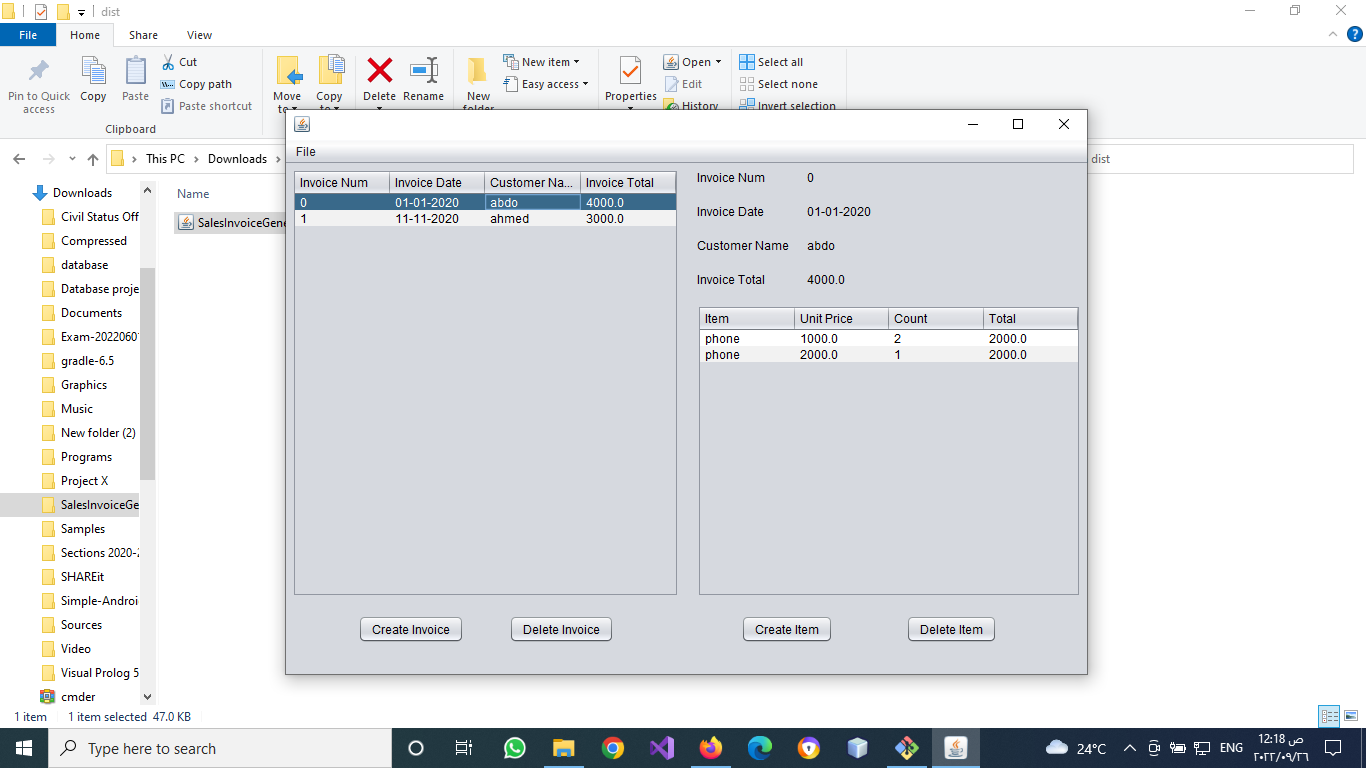 dist
File Home Share View
Pin to Quick access
Copy
Paste
Cut
Copy path
Paste shortcut
Clipboard
Move to
Copy to
Delete
Rename
New folder
New item
Easy access
Properties
Open
Edit
History
Select all
Select none
Invert selection
This PC
Downloads
dist
Downloads
Civil Status Off
Compressed
database
Database proje
Documents
Exam-2022060
gradle-6.5
Graphics
Music
New folder (2)
Programs
Project X
SalesInvoiceGe
Samples
Sections 2020-2
SHAREit
Simple-Androi
Sources
Video
Visual Prolog 5
cmder
Name
SalesInvoiceGene
File
Invoice Num Invoice Date Customer Na... Invoice Total
0 01-01-2020 abdo 4000.0
1 11-11-2020 ahmed 3000.0
Create Invoice Delete Invoice
Invoice Num 0
Invoice Date 01-01-2020
Customer Name abdo
Invoice Total 4000.0
Item Unit Price Count Total
phone 1000.0 2 2000.0
phone 2000.0 1 2000.0
Create Item Delete Item
1 item 1 item selected 47.0 KB
Type here to search
24°C
ENG
12:18 ص
٢٠٢٢/٠٩/٢٦